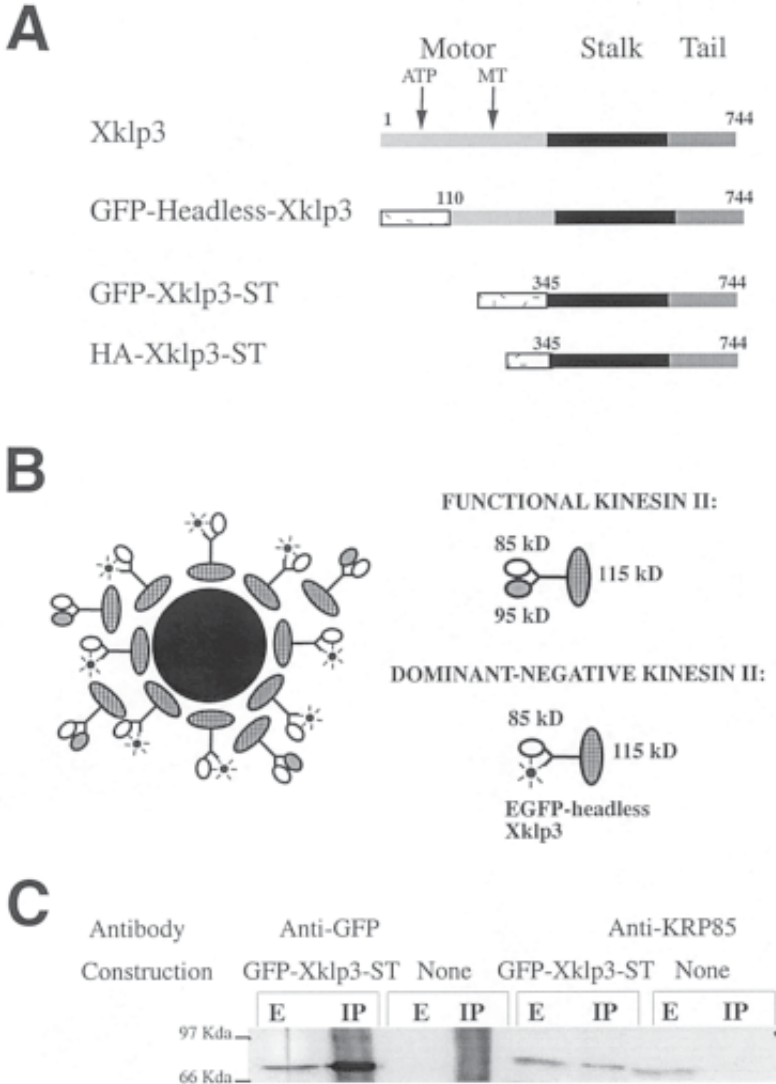 A
Motor Stalk Tail
ATP MT
1 744
Xklp3
110 744
GFP-Headless-Xklp3
345 744
GFP-Xklp3-ST
345 744
HA-Xklp3-ST
B
FUNCTIONAL KINESIN II:
85 kD
115 kD
95 kD
DOMINANT-NEGATIVE KINESIN II:
85 kD
115 kD
EGFP-headless
Xklp3
C
Antibody Anti-GFP Anti-KRP85
Construction GFP-Xklp3-ST None GFP-Xklp3-ST None
E IP E IP E IP E IP
97 Kda
66 Kda